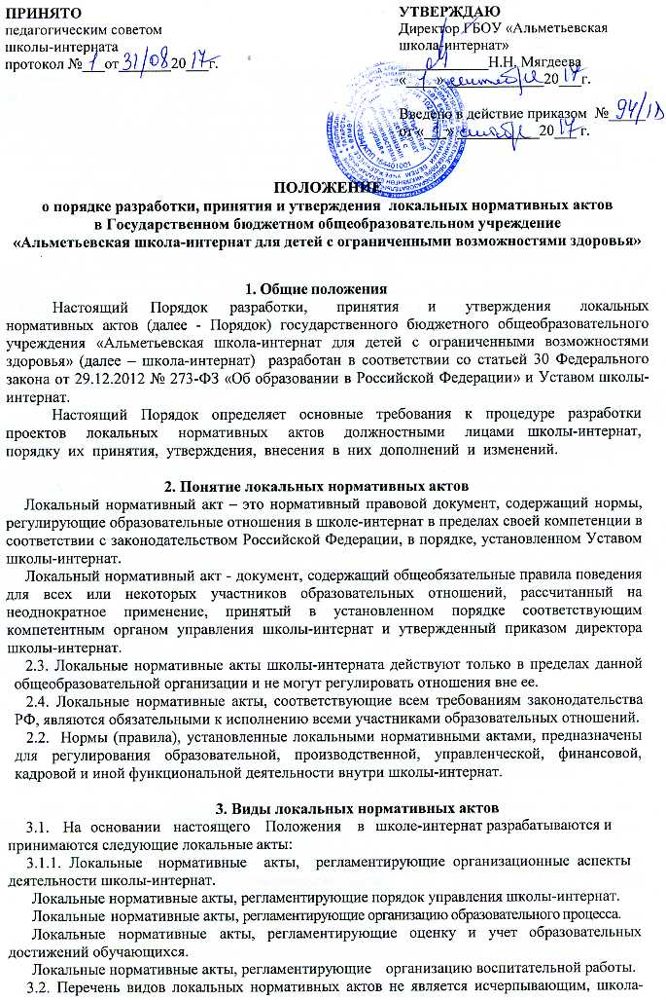 ПРИНЯТО
педагогическим советом
школы-интерната
протокол № 1 от 31/08 2017г.
УТВЕРЖДАЮ
Директор ГБОУ «Альметьевская
школа-интернат»
Н.Н. Мягдеева
«1» сентября 2017г.
Введено в действие приказом №94/1Д
от «1» сентября 2017г.
ПОЛОЖЕНИЕ
о порядке разработки, принятия и утверждения локальных нормативных актов
в Государственном бюджетном общеобразовательном учреждение
«Альметьевская школа-интернат для детей с ограниченными возможностями здоровья»
1. Общие положения
Настоящий Порядок разработки, принятия и утверждения локальных
нормативных актов (далее - Порядок) государственного бюджетного общеобразовательного
учреждения «Альметьевская школа-интернат для детей с ограниченными возможностями
здоровья» (далее – школа-интернат) разработан в соответствии со статьей 30 Федерального
закона от 29.12.2012 № 273-ФЗ «Об образовании в Российской Федерации» и Уставом школы-
интернат.
Настоящий Порядок определяет основные требования к процедуре разработки
проектов локальных нормативных актов должностными лицами школы-интернат,
порядку их принятия, утверждения, внесения в них дополнений и изменений.
2. Понятие локальных нормативных актов
Локальный нормативный акт – это нормативный правовой документ, содержащий нормы,
регулирующие образовательные отношения в школе-интернат в пределах своей компетенции в
соответствии с законодательством Российской Федерации, в порядке, установленном Уставом
школы-интернат.
Локальный нормативный акт - документ, содержащий общеобязательные правила поведения
для всех или некоторых участников образовательных отношений, рассчитанный на
неоднократное применение, принятый в установленном порядке соответствующим
компетентным органом управления школы-интернат и утвержденный приказом директора
школы-интернат.
2.3. Локальные нормативные акты школы-интерната действуют только в пределах данной
общеобразовательной организации и не могут регулировать отношения вне ее.
2.4. Локальные нормативные акты, соответствующие всем требованиям законодательства
РФ, являются обязательными к исполнению всеми участниками образовательных отношений.
2.2. Нормы (правила), установленные локальными нормативными актами, предназначены
для регулирования образовательной, производственной, управленческой, финансовой,
кадровой и иной функциональной деятельности внутри школы-интернат.
3. Виды локальных нормативных актов
3.1. На основании настоящего Положения в школе-интернат разрабатываются и
принимаются следующие локальные акты:
3.1.1. Локальные нормативные акты, регламентирующие организационные аспекты
деятельности школы-интернат.
Локальные нормативные акты, регламентирующие порядок управления школы-интернат.
Локальные нормативные акты, регламентирующие организацию образовательного процесса.
Локальные нормативные акты, регламентирующие оценку и учет образовательных
достижений обучающихся.
Локальные нормативные акты, регламентирующие организацию воспитательной работы.
3.2. Перечень видов локальных нормативных актов не является исчерпывающим, школа-